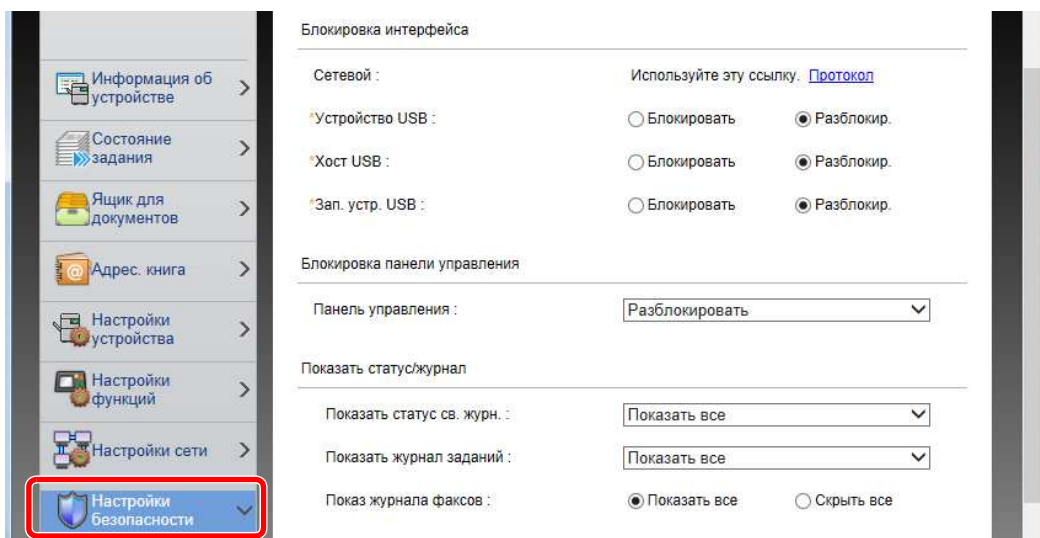 Информация об
устройстве
Состояние
задания
Ящик для
документов
Адрес. книга
Настройки
устройства
Настройки
функций
Настройки сети
Настройки
безопасности
Блокировка интерфейса
Сетевой : Используйте эту ссылку. Протокол
*Устройство USB : Блокировать Разблокир.
*Хост USB : Блокировать Разблокир.
*Зап. устр. USB : Блокировать Разблокир.
Блокировка панели управления
Панель управления : Разблокировать
Показать статус/журнал
Показать статус св. журн. : Показать все
Показать журнал заданий : Показать все
Показ журнала факсов : Показать все Скрыть все